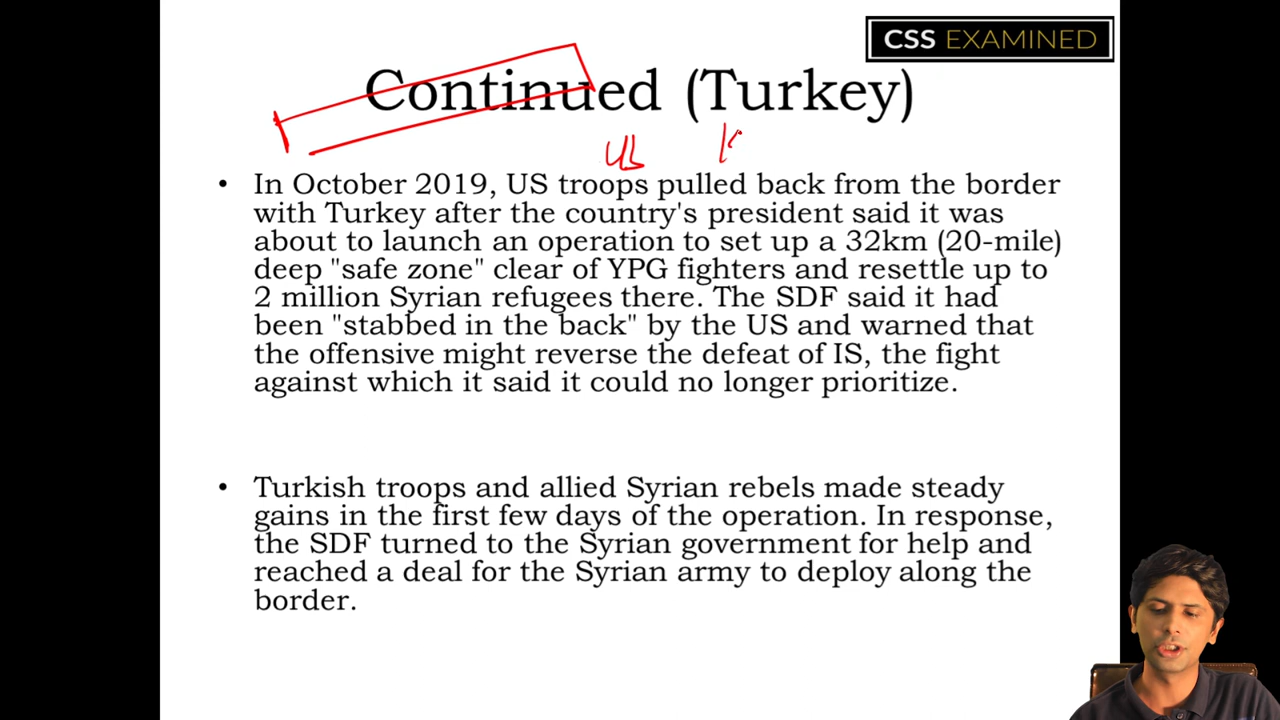 CSS EXAMINED
Continued (Turkey)
US
• In October 2019, US troops pulled back from the border
with Turkey after the country's president said it was
about to launch an operation to set up a 32km (20-mile)
deep "safe zone" clear of YPG fighters and resettle up to
2 million Syrian refugees there. The SDF said it had
been "stabbed in the back" by the US and warned that
the offensive might reverse the defeat of IS, the fight
against which it said it could no longer prioritize.
• Turkish troops and allied Syrian rebels made steady
gains in the first few days of the operation. In response,
the SDF turned to the Syrian government for help and
reached a deal for the Syrian army to deploy along the
border.